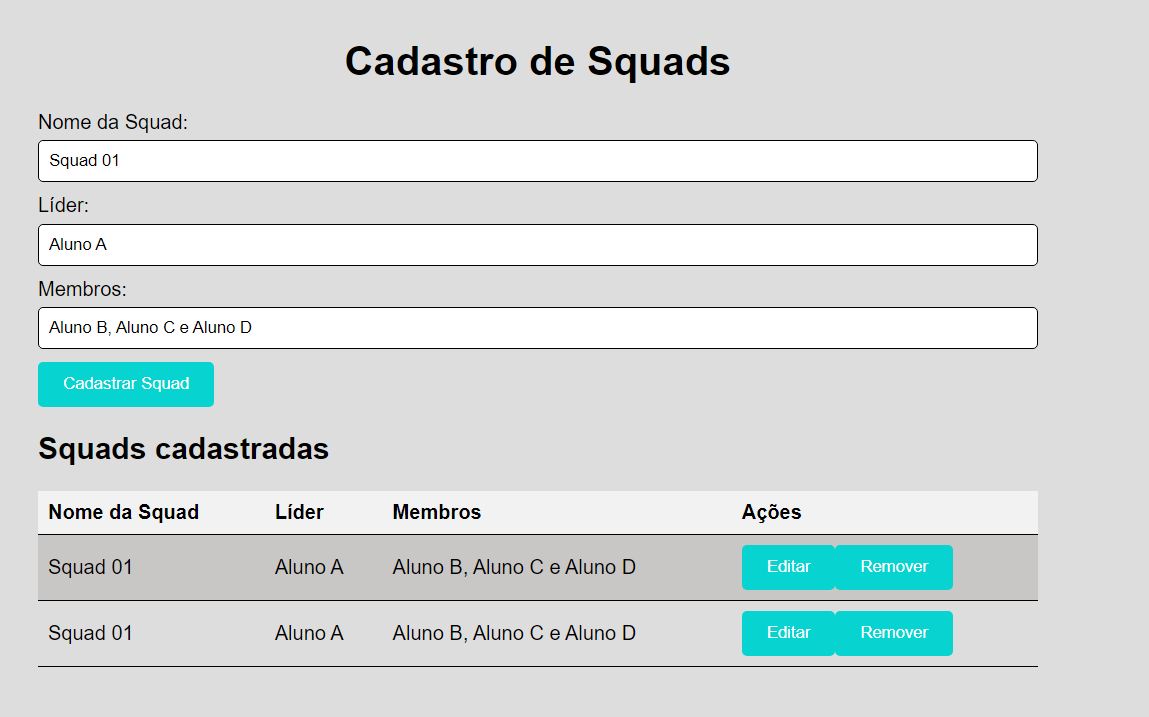 Cadastro de Squads
Nome da Squad:
Squad 01
Líder:
Aluno A
Membros:
Aluno B, Aluno C e Aluno D
Cadastrar Squad
Squads cadastradas
Nome da Squad Líder Membros Ações
Squad 01 Aluno A Aluno B, Aluno C e Aluno D Editar Remover
Squad 01 Aluno A Aluno B, Aluno C e Aluno D Editar Remover